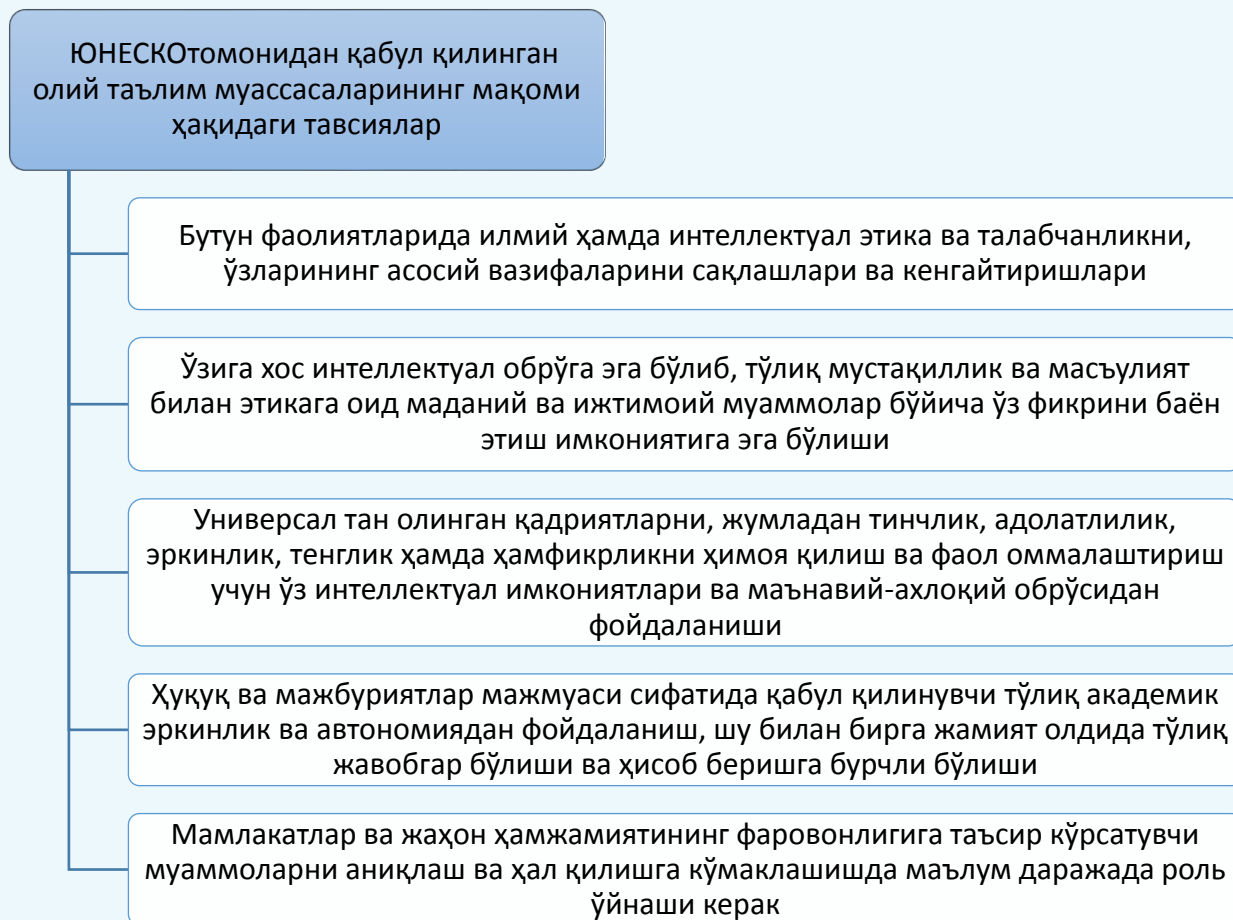 ЮНЕСКОтомонидан қабул қилинган
олий таълим муассасаларининг мақоми
ҳақидаги тавсиялар
Бутун фаолиятларида илмий ҳамда интеллектуал этика ва талабчанликни,
ўзларининг асосий вазифаларини сақлашлари ва кенгайтиришлари
Ўзига хос интеллектуал обрўга эга бўлиб, тўлиқ мустақиллик ва масъулият
билан этикага оид маданий ва ижтимоий муаммолар бўйича ўз фикрини баён
этиш имкониятига эга бўлиши
Универсал тан олинган қадриятларни, жумладан тинчлик, адолатлилик,
эркинлик, тенглик ҳамда ҳамфикрликни ҳимоя қилиш ва фаол оммалаштириш
учун ўз интеллектуал имкониятлари ва маънавий-ахлоқий обрўсидан
фойдаланиши
Ҳуқуқ ва мажбуриятлар мажмуаси сифатида қабул қилинувчи тўлиқ академик
эркинлик ва автономиядан фойдаланиш, шу билан бирга жамият олдида тўлиқ
жавобгар бўлиши ва ҳисоб беришга бурчли бўлиши
Мамлакатлар ва жаҳон ҳамжамиятининг фаровонлигига таъсир кўрсатувчи
муаммоларни аниқлаш ва ҳал қилишга кўмаклашишда маълум даражада роль
ўйнаши керак